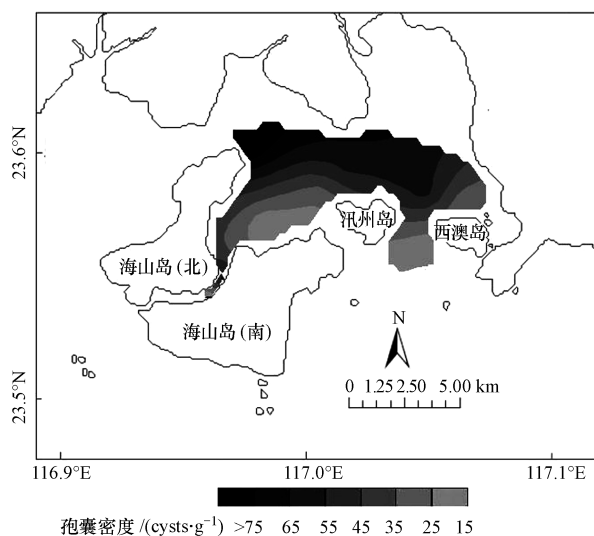 23.6°N
汛州岛
西澳岛
海山岛(北)
海山岛(南)
N
0 1.25 2.50 5.00 km
23.5°N
116.9°E 117.0°E 117.1°E
孢囊密度/(cysts·g⁻¹) >75 65 55 45 35 25 15